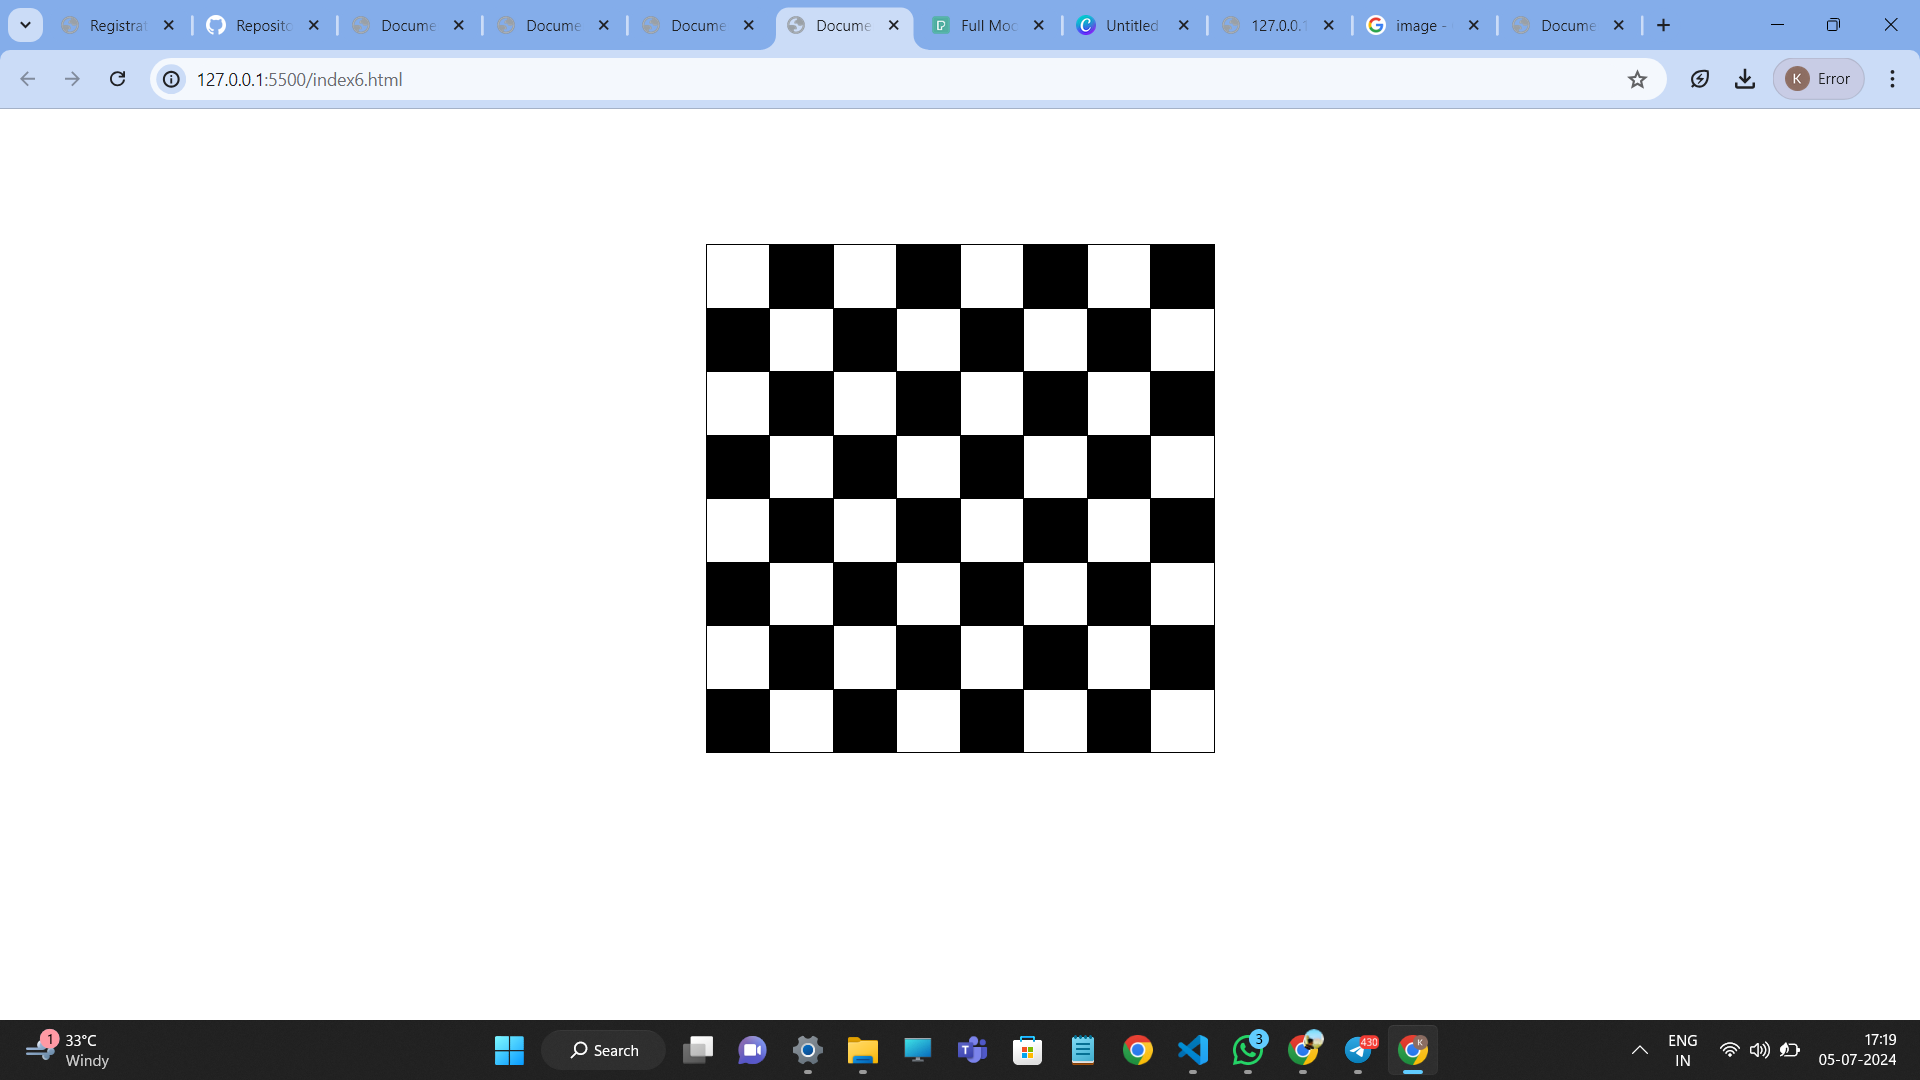 Registrat
Reposito
Docume
Docume
Docume
Docume
Full Moc
Untitled
127.0.0.1
image -
Docume
127.0.0.1:5500/index6.html
K
Error
1
33°C
Windy
Search
3
430
K
ENG
IN
17:19
05-07-2024